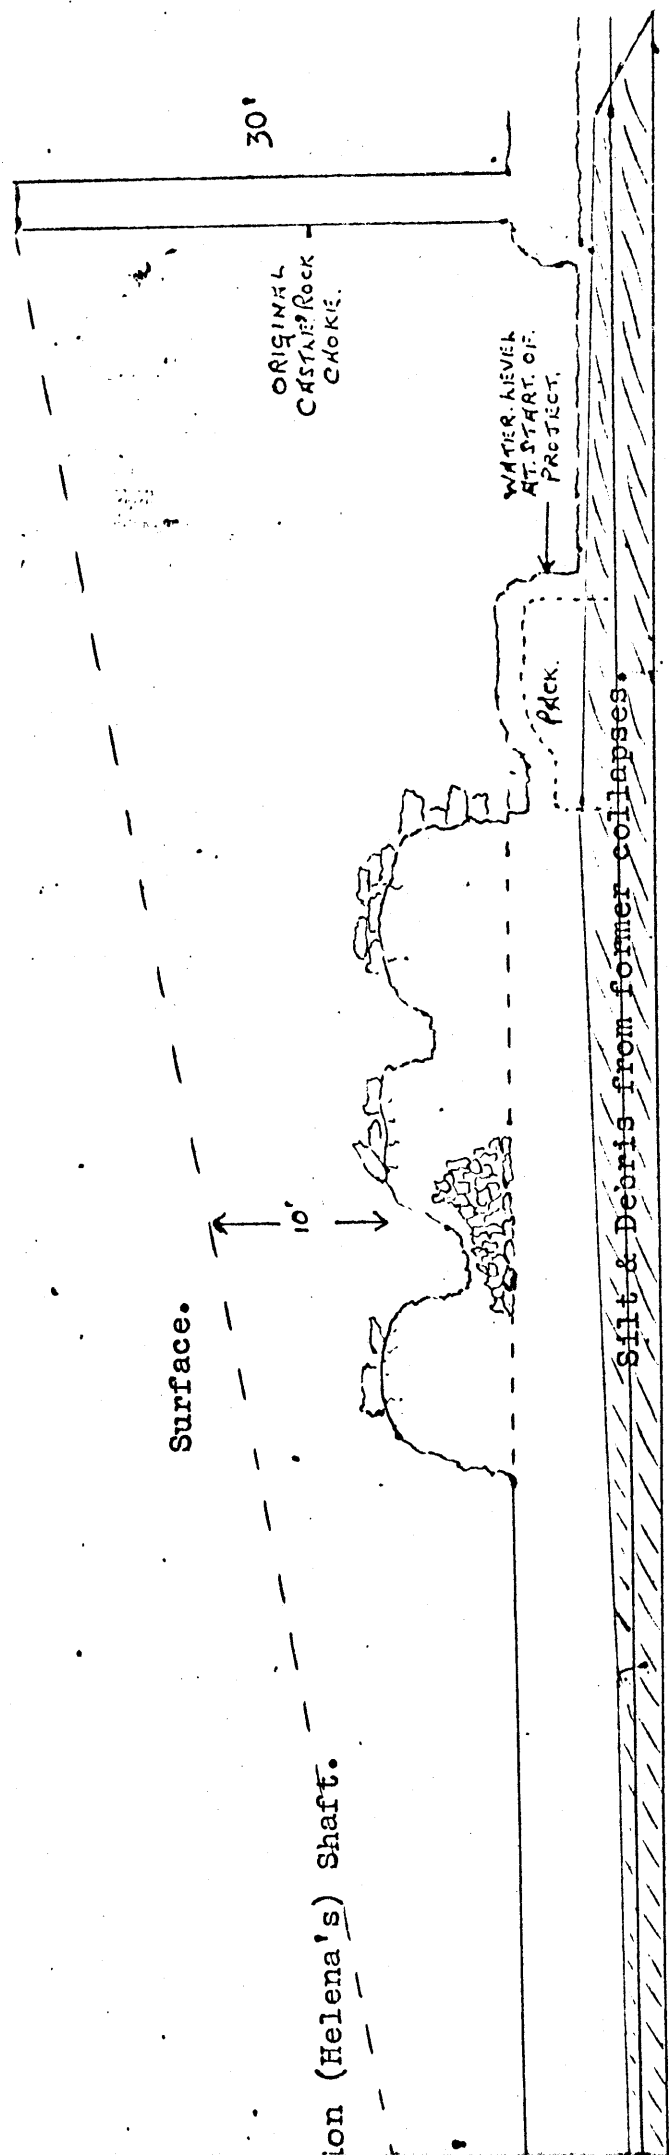 30'
ORIGINAL
CASTLE ROCK
CHOKE.
WATER. LEVEL
AT. START. OF.
PROJECT.
PACK.
Surface.
10'
Silt & Debris from former collapses.
ion (Helena's) Shaft.